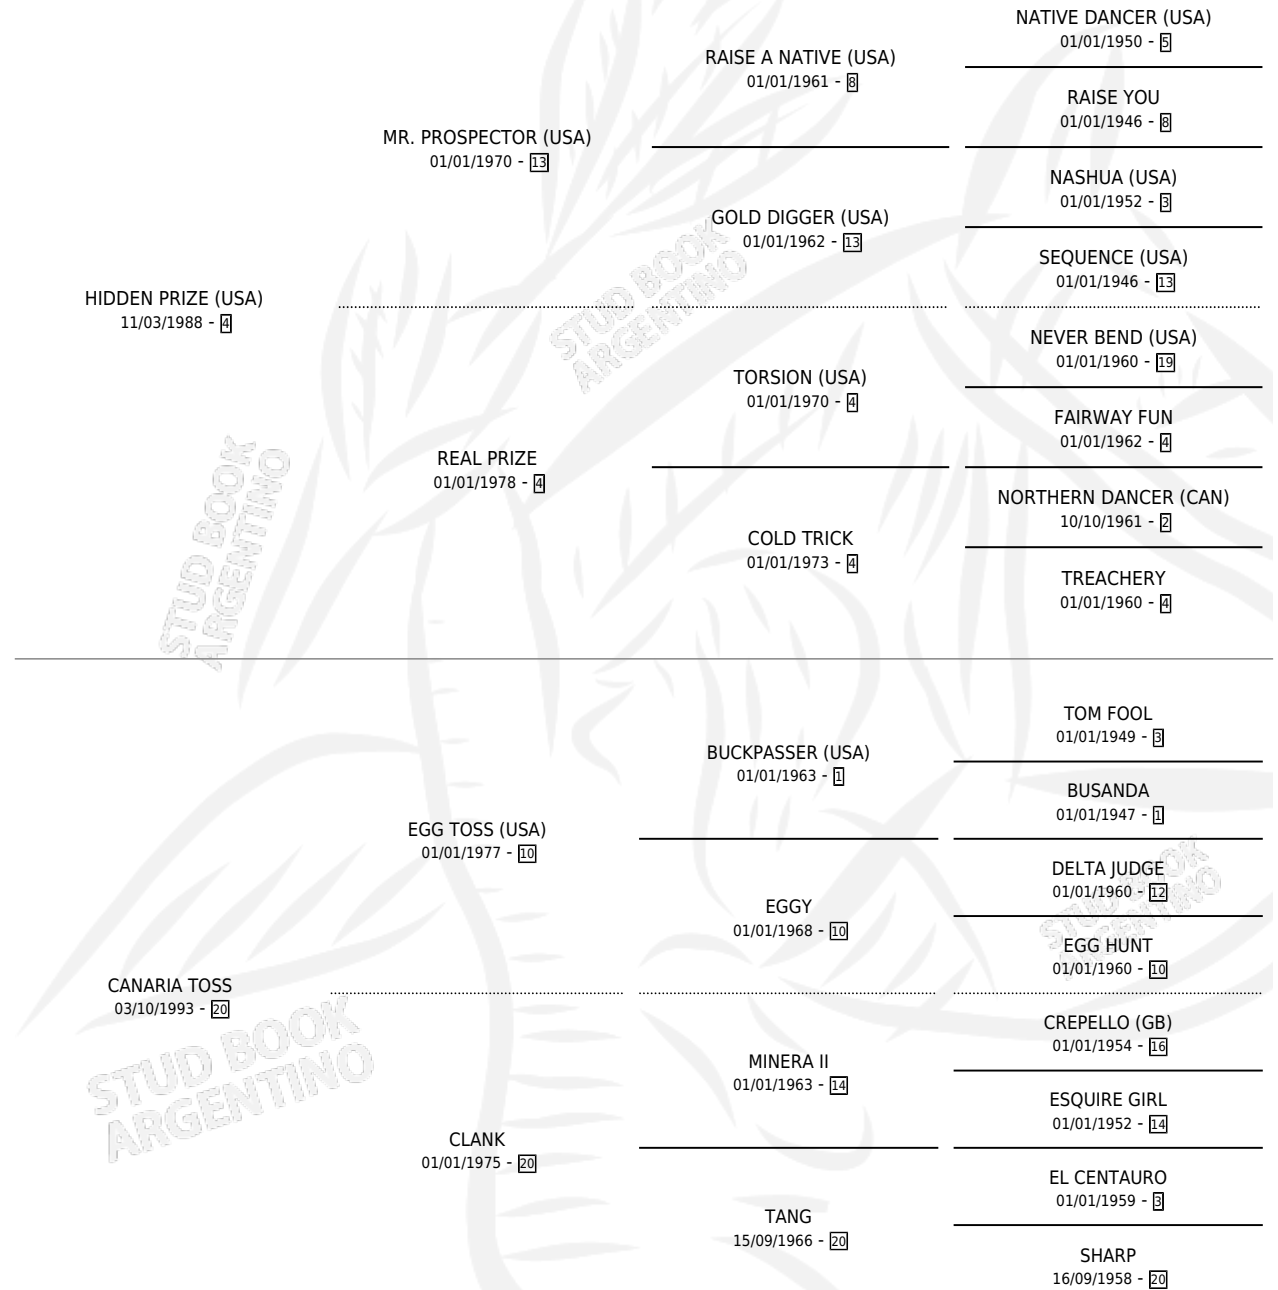 NATIVE DANCER (USA)
01/01/1950 - 5
RAISE A NATIVE (USA)
01/01/1961 - 8
RAISE YOU
01/01/1946 - 8
MR. PROSPECTOR (USA)
01/01/1970 - 13
NASHUA (USA)
01/01/1952 - 3
GOLD DIGGER (USA)
01/01/1962 - 13
SEQUENCE (USA)
01/01/1946 - 13
HIDDEN PRIZE (USA)
11/03/1988 - 4
NEVER BEND (USA)
01/01/1960 - 19
TORSION (USA)
01/01/1970 - 4
FAIRWAY FUN
01/01/1962 - 4
REAL PRIZE
01/01/1978 - 4
NORTHERN DANCER (CAN)
10/10/1961 - 2
COLD TRICK
01/01/1973 - 4
TREACHERY
01/01/1960 - 4
TOM FOOL
01/01/1949 - 3
BUCKPASSER (USA)
01/01/1963 - 1
BUSANDA
01/01/1947 - 1
EGG TOSS (USA)
01/01/1977 - 10
DELTA JUDGE
01/01/1960 - 12
EGGY
01/01/1968 - 10
EGG HUNT
01/01/1960 - 10
CANARIA TOSS
03/10/1993 - 20
CREPELLO (GB)
01/01/1954 - 16
MINERA II
01/01/1963 - 14
ESQUIRE GIRL
01/01/1952 - 14
CLANK
01/01/1975 - 20
EL CENTAURO
01/01/1959 - 3
TANG
15/09/1966 - 20
SHARP
16/09/1958 - 20
STUD BOOK
ARGENTINO
STUD BOOK
ARGENTINO
STUD BOOK
ARGENTINO
STUD BOOK
ARGENTINO